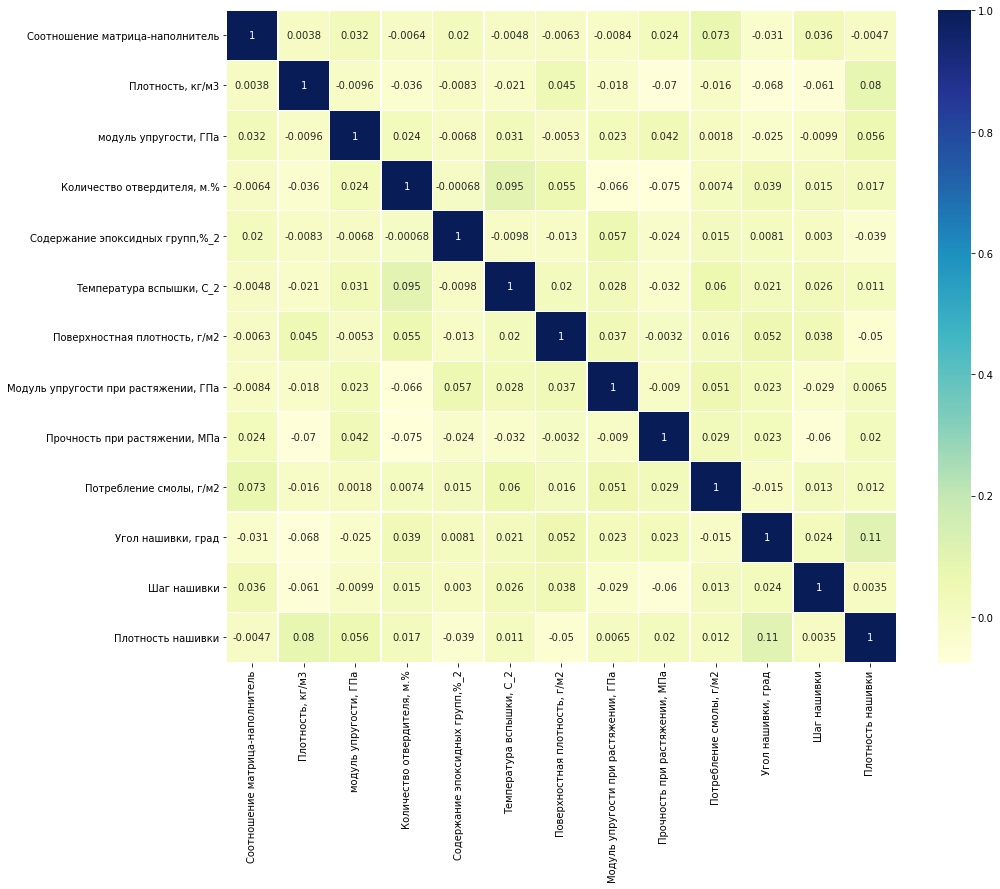 1.0
Соотношение матрица-наполнитель 1 0.0038 0.032 -0.0064 0.02 -0.0048 -0.0063 -0.0084 0.024 0.073 -0.031 0.036 -0.0047
Плотность, кг/м3 0.0038 1 -0.0096 -0.036 -0.0083 -0.021 0.045 -0.018 -0.07 -0.016 -0.068 -0.061 0.08
модуль упругости, ГПа 0.032 -0.0096 1 0.024 -0.0068 0.031 -0.0053 0.023 0.042 0.0018 -0.025 -0.0099 0.056
0.8
Количество отвердителя, м.% -0.0064 -0.036 0.024 1 -0.00068 0.095 0.055 -0.066 -0.075 0.0074 0.039 0.015 0.017
Содержание эпоксидных групп,%_2 0.02 -0.0083 -0.0068 -0.00068 1 -0.0098 -0.013 0.057 -0.024 0.015 0.0081 0.003 -0.039
0.6
Температура вспышки, С_2 -0.0048 -0.021 0.031 0.095 -0.0098 1 0.02 0.028 -0.032 0.06 0.021 0.026 0.011
Поверхностная плотность, г/м2 -0.0063 0.045 -0.0053 0.055 -0.013 0.02 1 0.037 -0.0032 0.016 0.052 0.038 -0.05
0.4
Модуль упругости при растяжении, ГПа -0.0084 -0.018 0.023 -0.066 0.057 0.028 0.037 1 -0.009 0.051 0.023 -0.029 0.0065
Прочность при растяжении, МПа 0.024 -0.07 0.042 -0.075 -0.024 -0.032 -0.0032 -0.009 1 0.029 0.023 -0.06 0.02
Потребление смолы, г/м2 0.073 -0.016 0.0018 0.0074 0.015 0.06 0.016 0.051 0.029 1 -0.015 0.013 0.012
0.2
Угол нашивки, град -0.031 -0.068 -0.025 0.039 0.0081 0.021 0.052 0.023 0.023 -0.015 1 0.024 0.11
Шаг нашивки 0.036 -0.061 -0.0099 0.015 0.003 0.026 0.038 -0.029 -0.06 0.013 0.024 1 0.0035
0.0
Плотность нашивки -0.0047 0.08 0.056 0.017 -0.039 0.011 -0.05 0.0065 0.02 0.012 0.11 0.0035 1
Соотношение матрица-наполнитель
Плотность, кг/м3
модуль упругости, ГПа
Количество отвердителя, м.%
Содержание эпоксидных групп,%_2
Температура вспышки, С_2
Поверхностная плотность, г/м2
Модуль упругости при растяжении, ГПа
Прочность при растяжении, МПа
Потребление смолы, г/м2
Угол нашивки, град
Шаг нашивки
Плотность нашивки